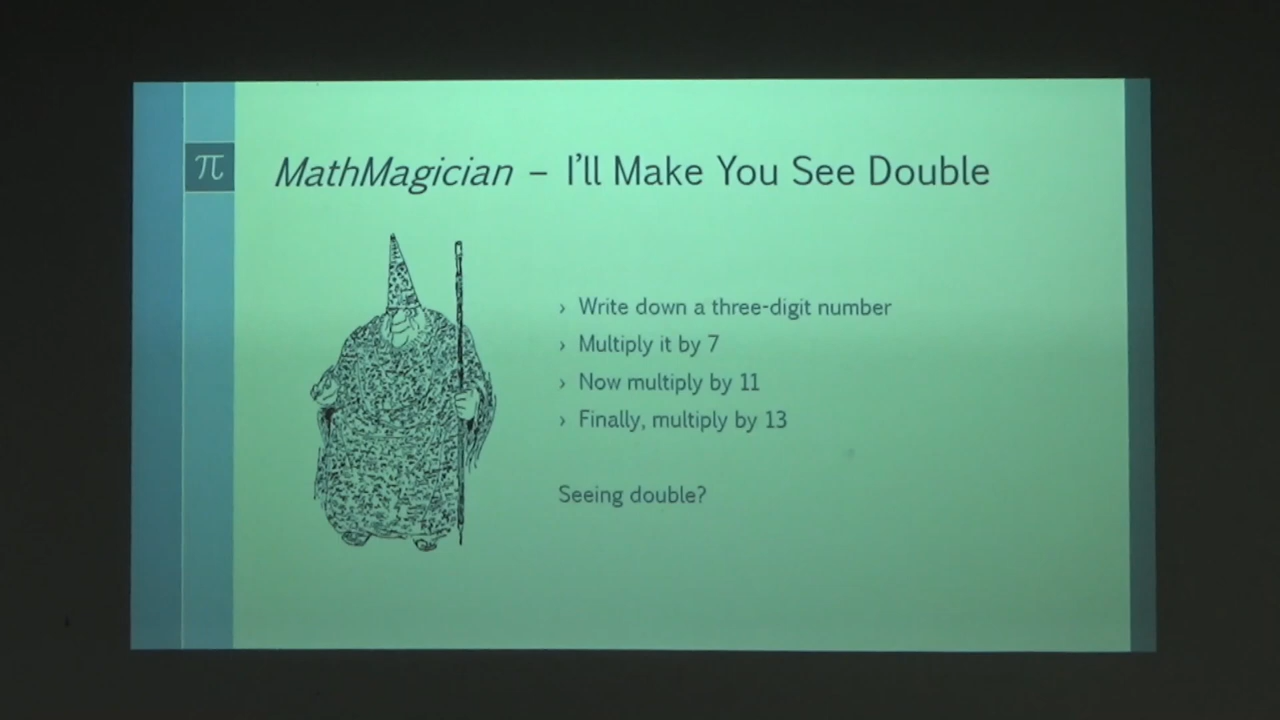 π
MathMagician – I'll Make You See Double
› Write down a three-digit number
› Multiply it by 7
› Now multiply by 11
› Finally, multiply by 13
Seeing double?